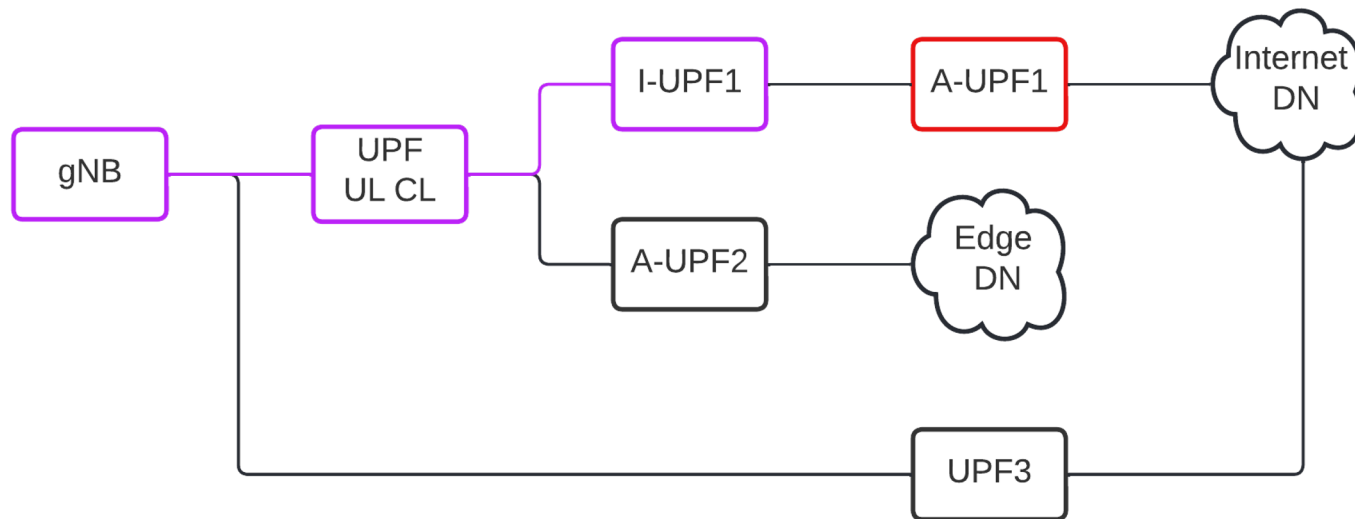 gNB
UPF
UL CL
I-UPF1
A-UPF1
Internet
DN
A-UPF2
Edge
DN
UPF3